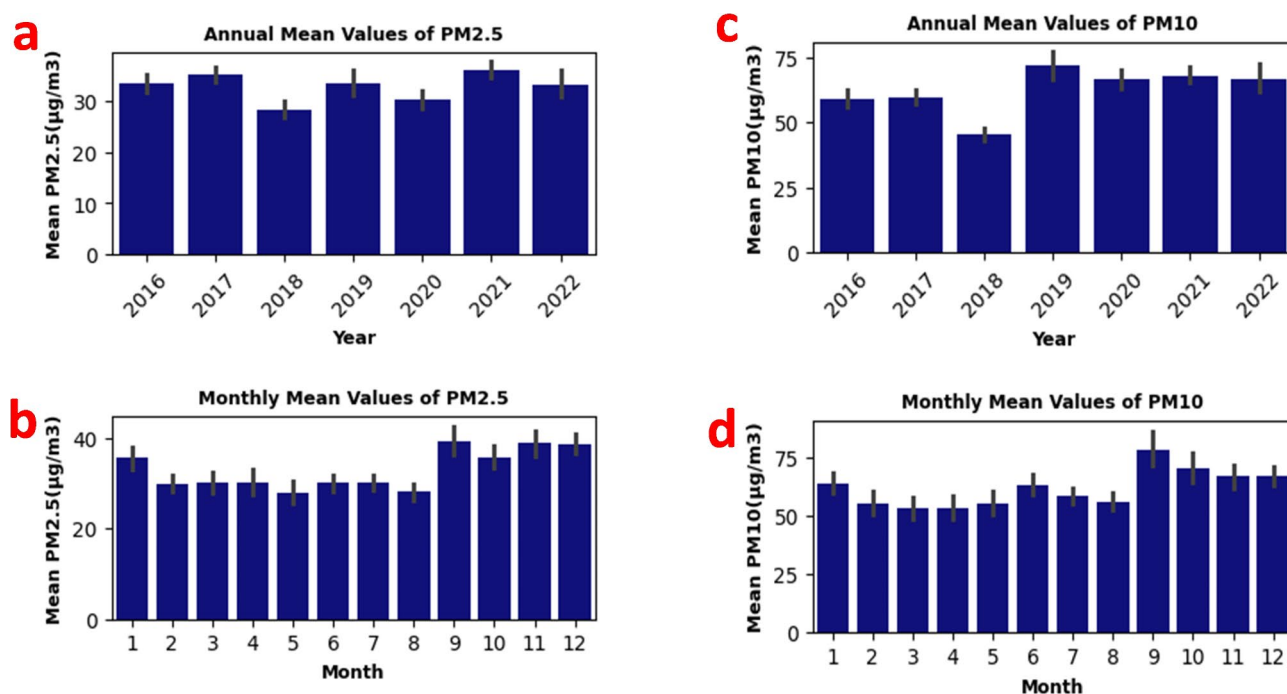 a
Annual Mean Values of PM2.5
Mean PM2.5(µg/m3)
30
20
10
0
2016 2017 2018 2019 2020 2021 2022
Year
c
Annual Mean Values of PM10
Mean PM10(µg/m3)
75
50
25
0
2016 2017 2018 2019 2020 2021 2022
Year
b
Monthly Mean Values of PM2.5
Mean PM2.5(µg/m3)
40
20
0
1 2 3 4 5 6 7 8 9 10 11 12
Month
d
Monthly Mean Values of PM10
Mean PM10(µg/m3)
75
50
25
0
1 2 3 4 5 6 7 8 9 10 11 12
Month